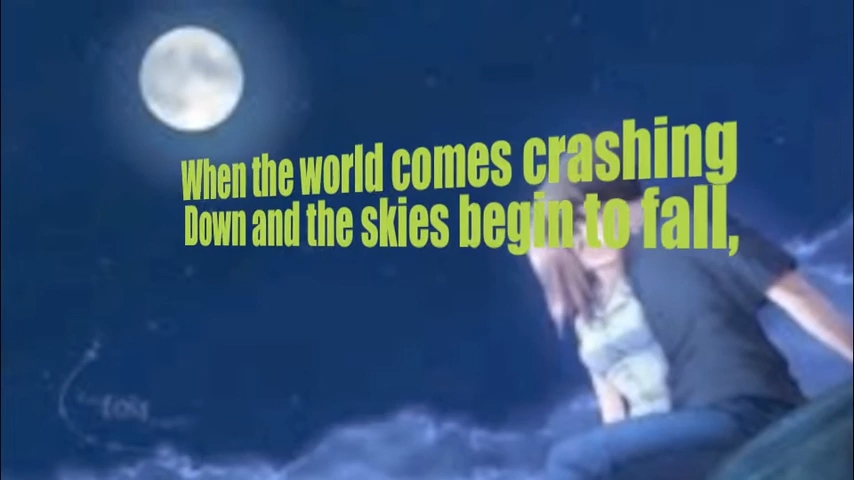 When the world comes crashing
Down and the skies begin to fall,